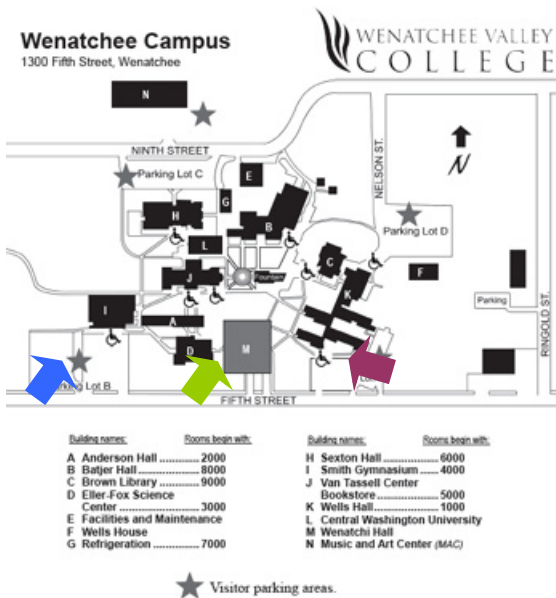 Wenatchee Campus
1300 Fifth Street, Wenatchee
WENATCHEE VALLEY
COLLEGE
N
NINTH STREET
NELSON ST.
N
Parking Lot C
E
G
H
B
Parking Lot D
L
C
F
J
Fountain
K
Parking
RINGOLD ST.
I
A
D
M
Parking Lot B
Lot
FIFTH STREET
Building names: Rooms begin with:
A Anderson Hall 2000
B Batjer Hall 8000
C Brown Library 9000
D Eller-Fox Science
Center 3000
E Facilities and Maintenance
F Wells House
G Refrigeration 7000
Building names: Rooms begin with:
H Sexton Hall 6000
I Smith Gymnasium 4000
J Van Tassell Center
Bookstore 5000
K Wells Hall 1000
L Central Washington University
M Wenatchi Hall
N Music and Art Center (MAC)
Visitor parking areas.